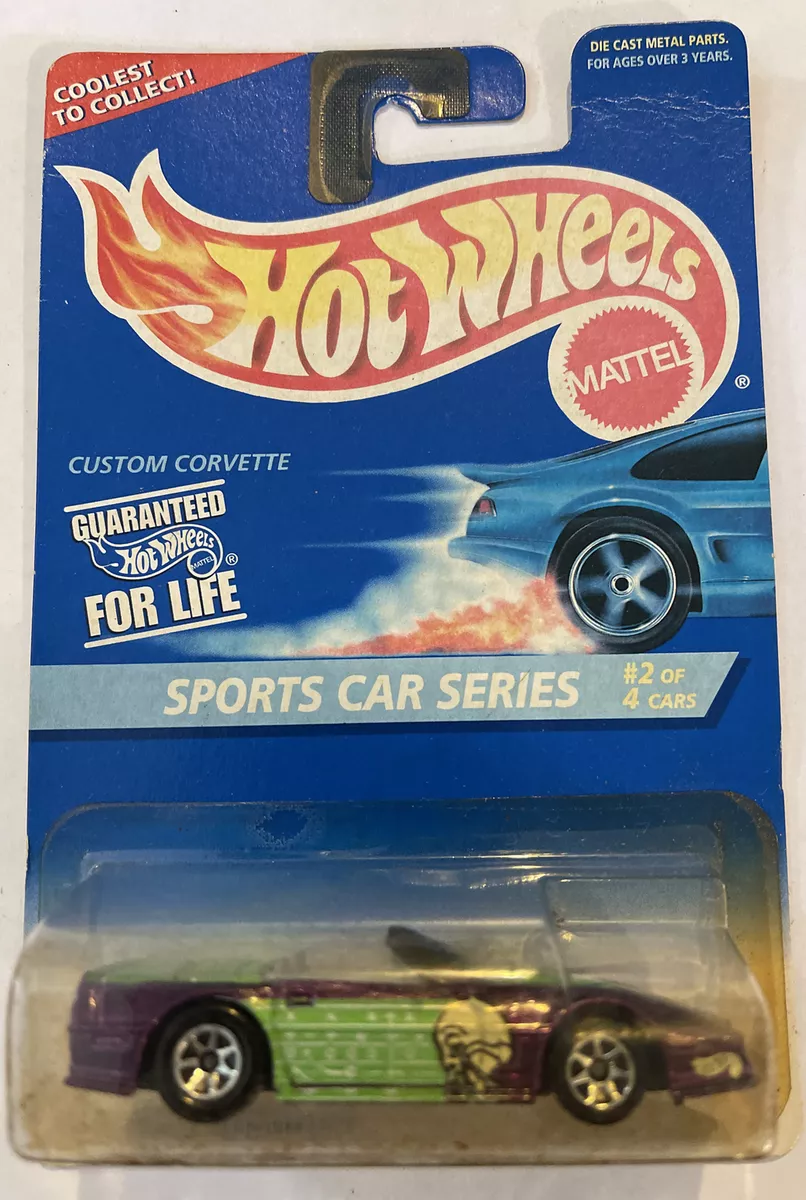 COOLEST
TO COLLECT!
DIE CAST METAL PARTS.
FOR AGES OVER 3 YEARS.
HOT WHEELS
MATTEL
®
CUSTOM CORVETTE
GUARANTEED
HOT WHEELS
MATTEL
®
FOR LIFE
SPORTS CAR SERIES
#2 OF
4 CARS